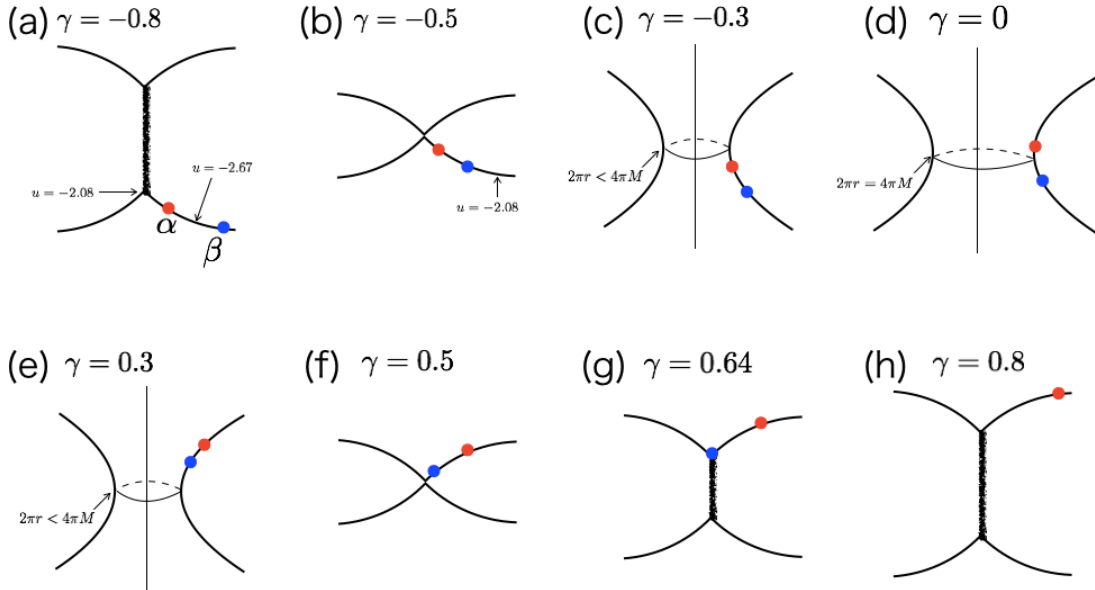 (a) γ = −0.8
(b) γ = −0.5
(c) γ = −0.3
(d) γ = 0
u = −2.67
u = −2.08
α
β
u = −2.08
2πr < 4πM
2πr = 4πM
(e) γ = 0.3
(f) γ = 0.5
(g) γ = 0.64
(h) γ = 0.8
2πr < 4πM